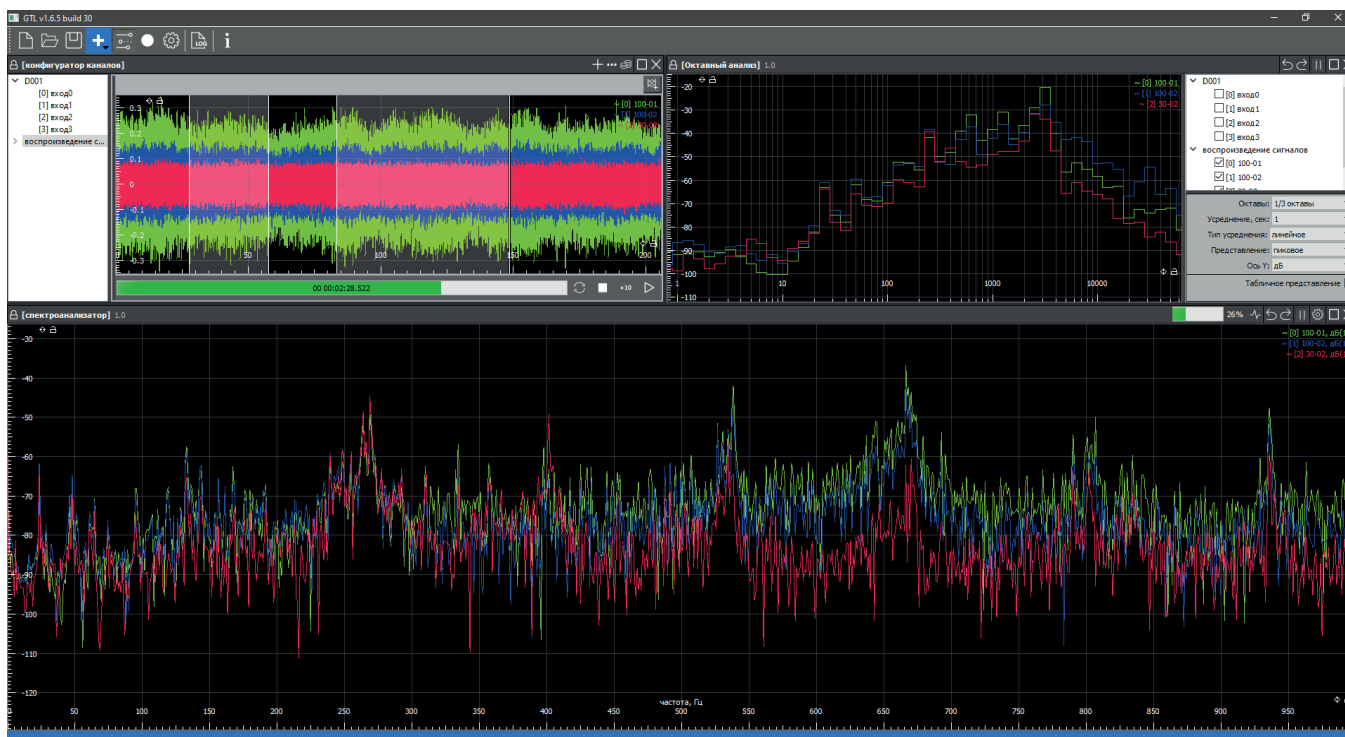 GTL v1.6.5 build 30
LOG
[конфигуратор каналов]
D001
[0] вход0
[1] вход1
[2] вход2
[3] вход3
воспроизведение с...
[0] 100-01
[1] 100-02
0.3
0.2
0.1
0
-0.1
-0.2
-0.3
0
50
100
150
200
00 00:02:28.522
×10
[Октавный анализ] 1.0
~ [0] 100-01
~ [1] 100-02
~ [2] 30-02
-20
-30
-40
-50
-60
-70
-80
-90
-100
-110
1
10
100
1000
10000
D001
[0] вход0
[1] вход1
[2] вход2
[3] вход3
воспроизведение сигналов
[0] 100-01
[1] 100-02
Октавы: 1/3 октавы
Усреднение, сек: 1
Тип усреднения: линейное
Представление: пиковое
Ось Y: дБ
Табличное представление
[спектроанализатор] 1.0
26%
~ [0] 100-01, дБ(1
~ [1] 100-02, дБ(1
~ [2] 30-02, дБ(1
-30
-40
-50
-60
-70
-80
-90
-100
-110
-120
частота, Гц
0
50
100
150
200
250
300
350
400
450
500
550
600
650
700
750
800
850
900
950